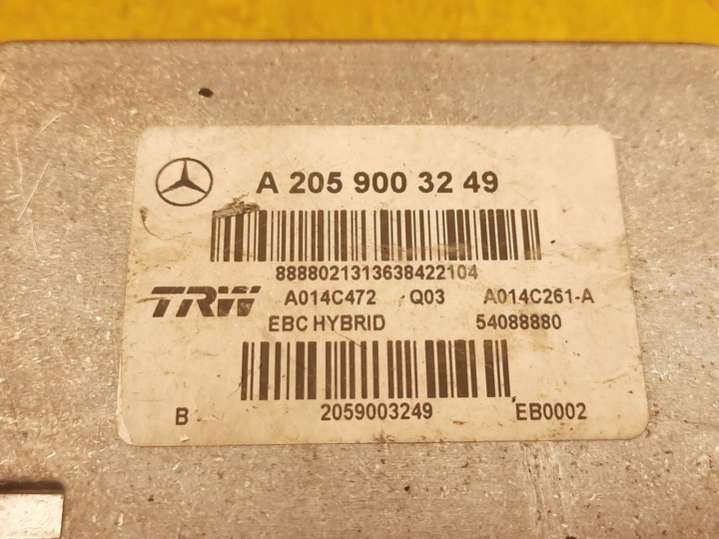 A 205 900 32 49
8888021313638422104
TRW A014C472 Q03 A014C261-A
EBC HYBRID 54088880
B 2059003249 EB0002